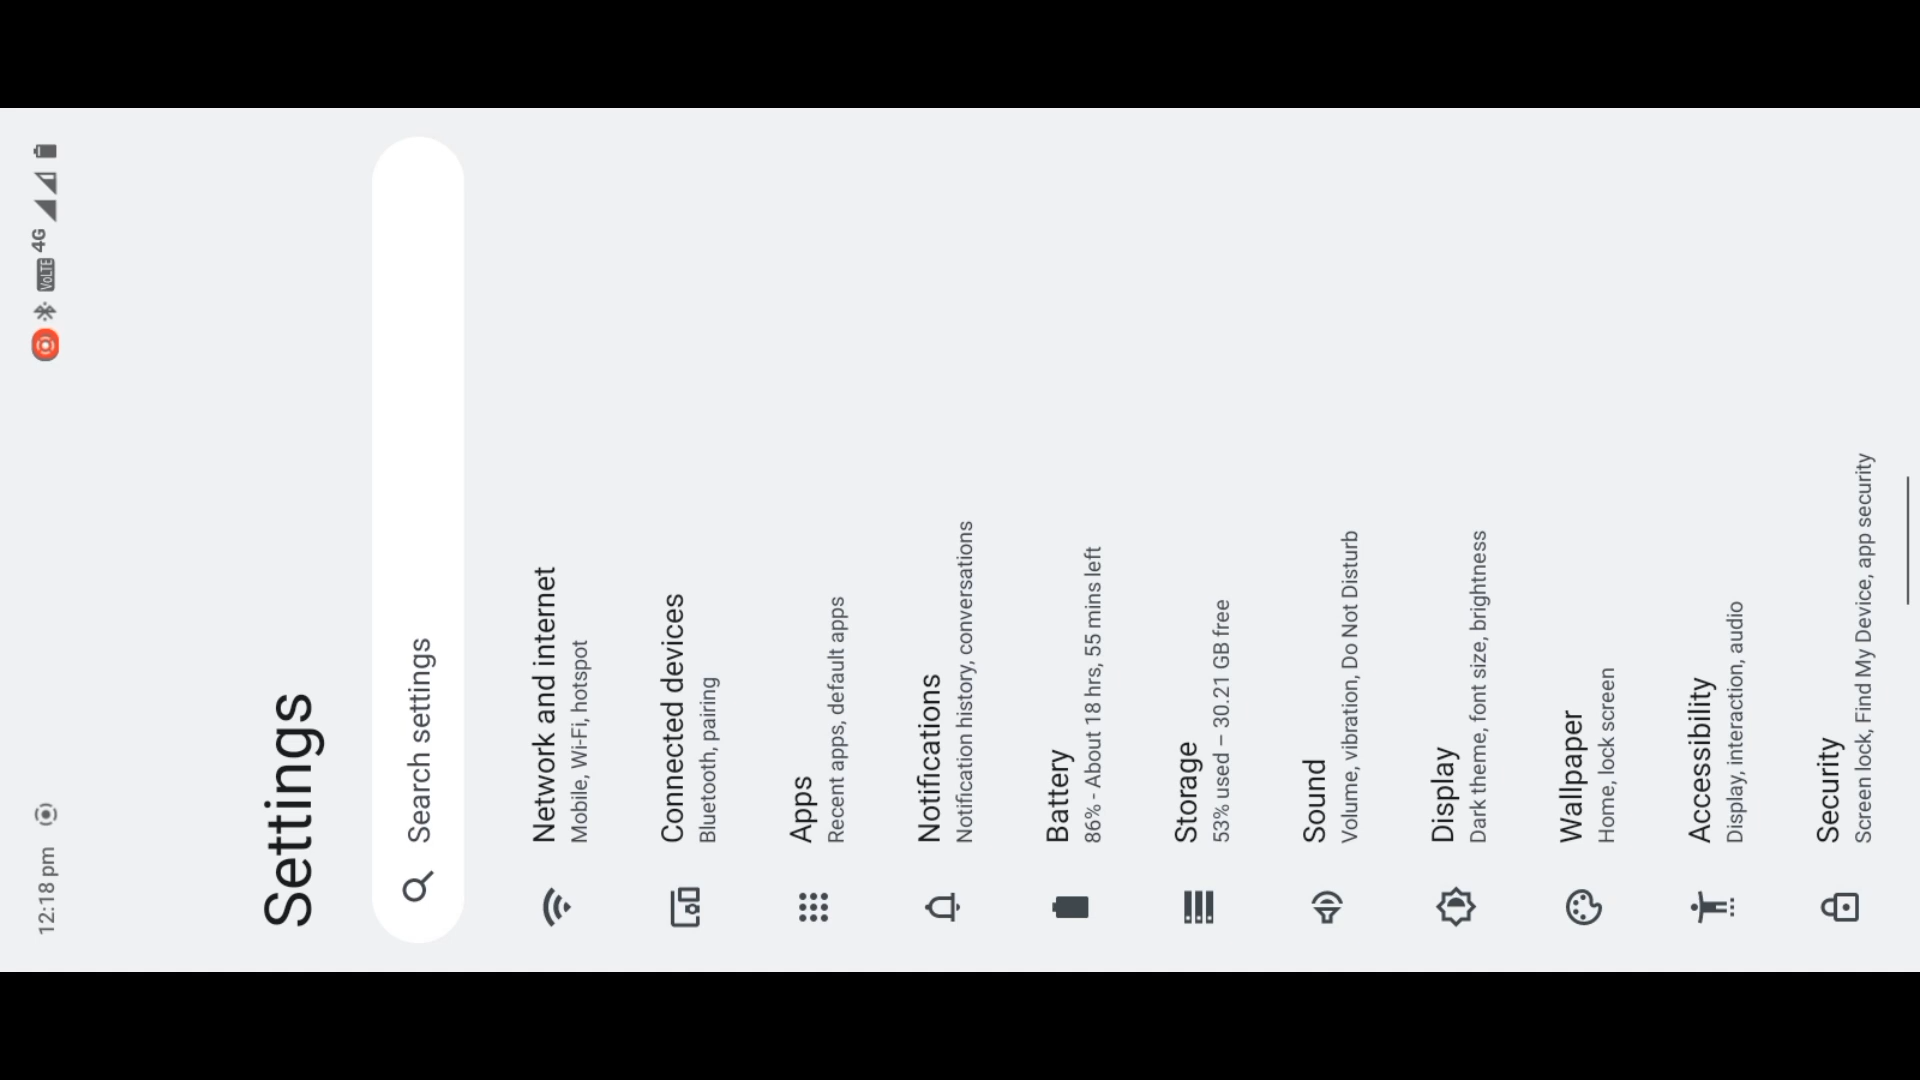 12:18 pm
VoLTE 4G
Settings
Search settings
Network and internet
Mobile, Wi-Fi, hotspot
Connected devices
Bluetooth, pairing
Apps
Recent apps, default apps
Notifications
Notification history, conversations
Battery
86% - About 18 hrs, 55 mins left
Storage
53% used – 30.21 GB free
Sound
Volume, vibration, Do Not Disturb
Display
Dark theme, font size, brightness
Wallpaper
Home, lock screen
Accessibility
Display, interaction, audio
Security
Screen lock, Find My Device, app security